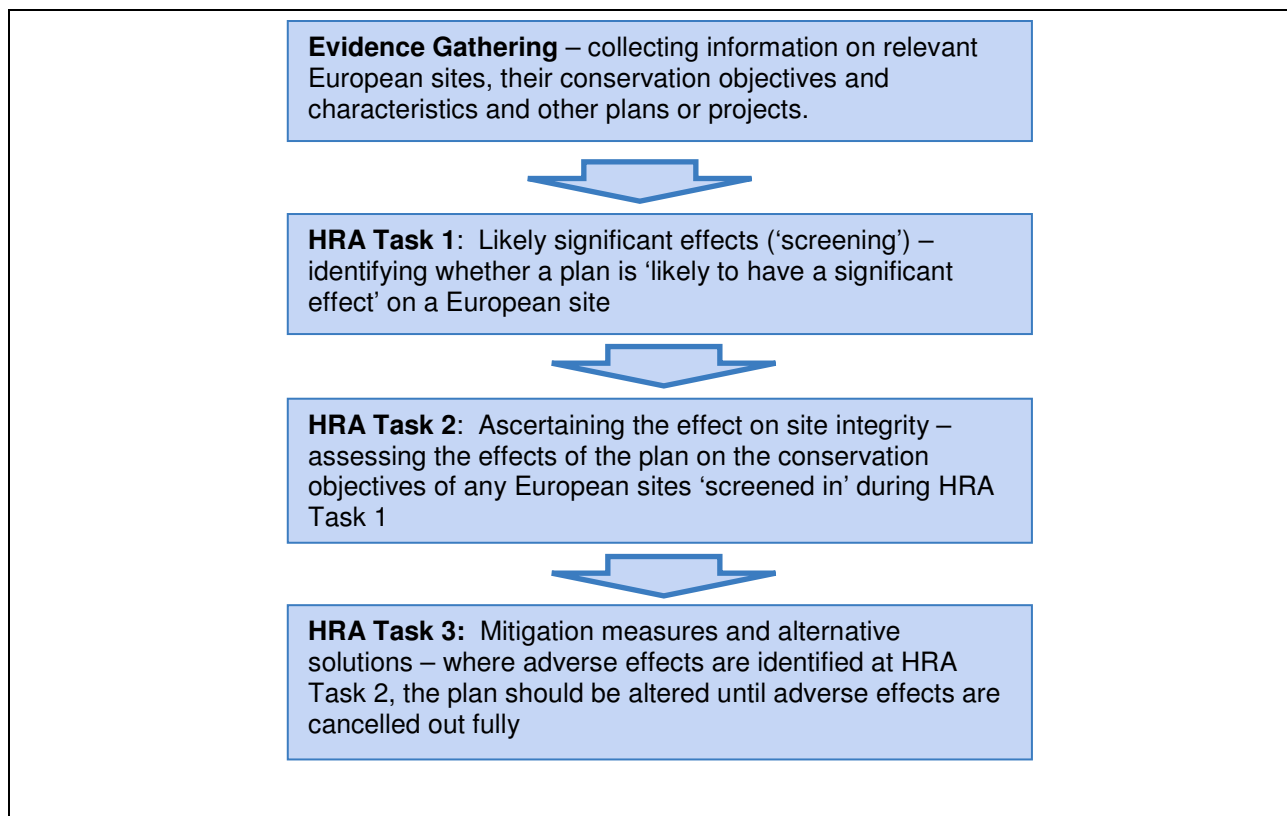 Evidence Gathering – collecting information on relevant
European sites, their conservation objectives and
characteristics and other plans or projects.
HRA Task 1:  Likely significant effects (‘screening’) –
identifying whether a plan is ‘likely to have a significant
effect’ on a European site
HRA Task 2:  Ascertaining the effect on site integrity –
assessing the effects of the plan on the conservation
objectives of any European sites ‘screened in’ during HRA
Task 1
HRA Task 3:  Mitigation measures and alternative
solutions – where adverse effects are identified at HRA
Task 2, the plan should be altered until adverse effects are
cancelled out fully